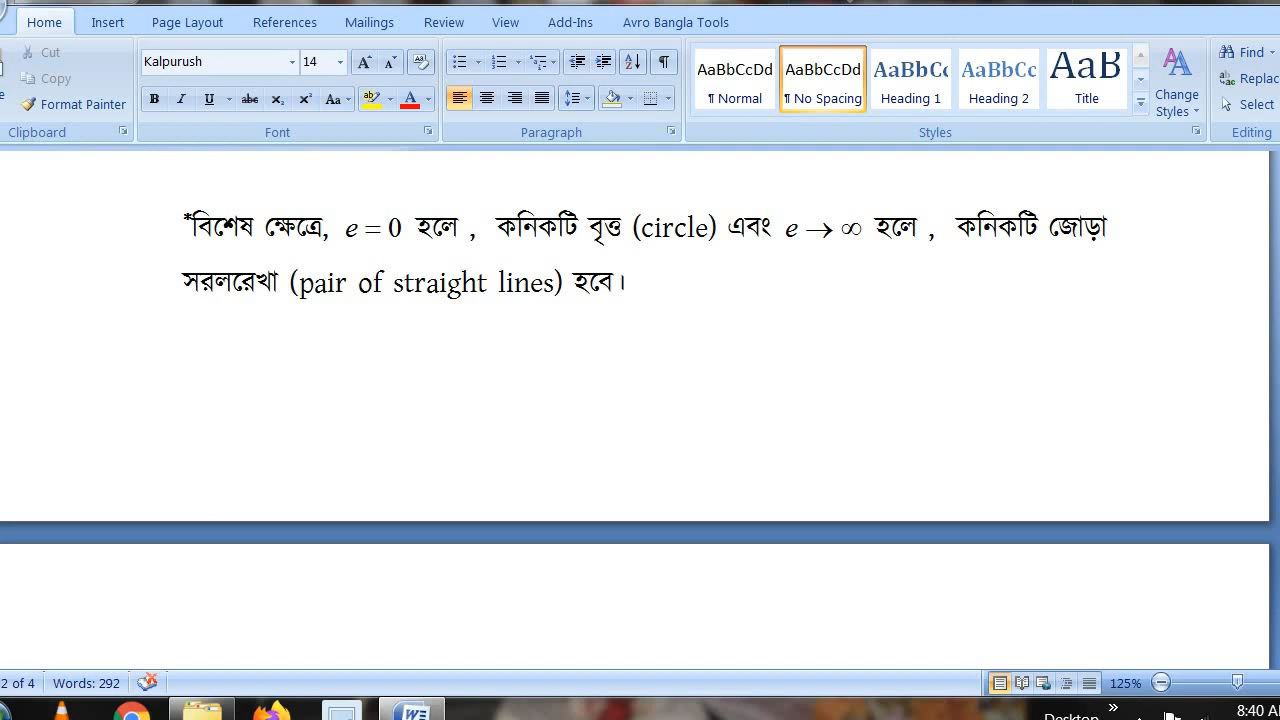 Home Insert Page Layout References Mailings Review View Add-Ins Avro Bangla Tools
Cut
Copy
Format Painter
Clipboard
Kalpurush 14
Font
Paragraph
AaBbCcDd AaBbCcDd AaBbCc AaBbCc AaB
¶ Normal ¶ No Spacing Heading 1 Heading 2 Title
Change
Styles
Styles
Find
Replac
Select
Editing
*বিশেষ ক্ষেত্রে, e = 0 হলে , কনিকটি বৃত্ত (circle) এবং e → ∞ হলে , কনিকটি জোড়া
সরলরেখা (pair of straight lines) হবে।
2 of 4 Words: 292 125%
Desktop » 8:40 A